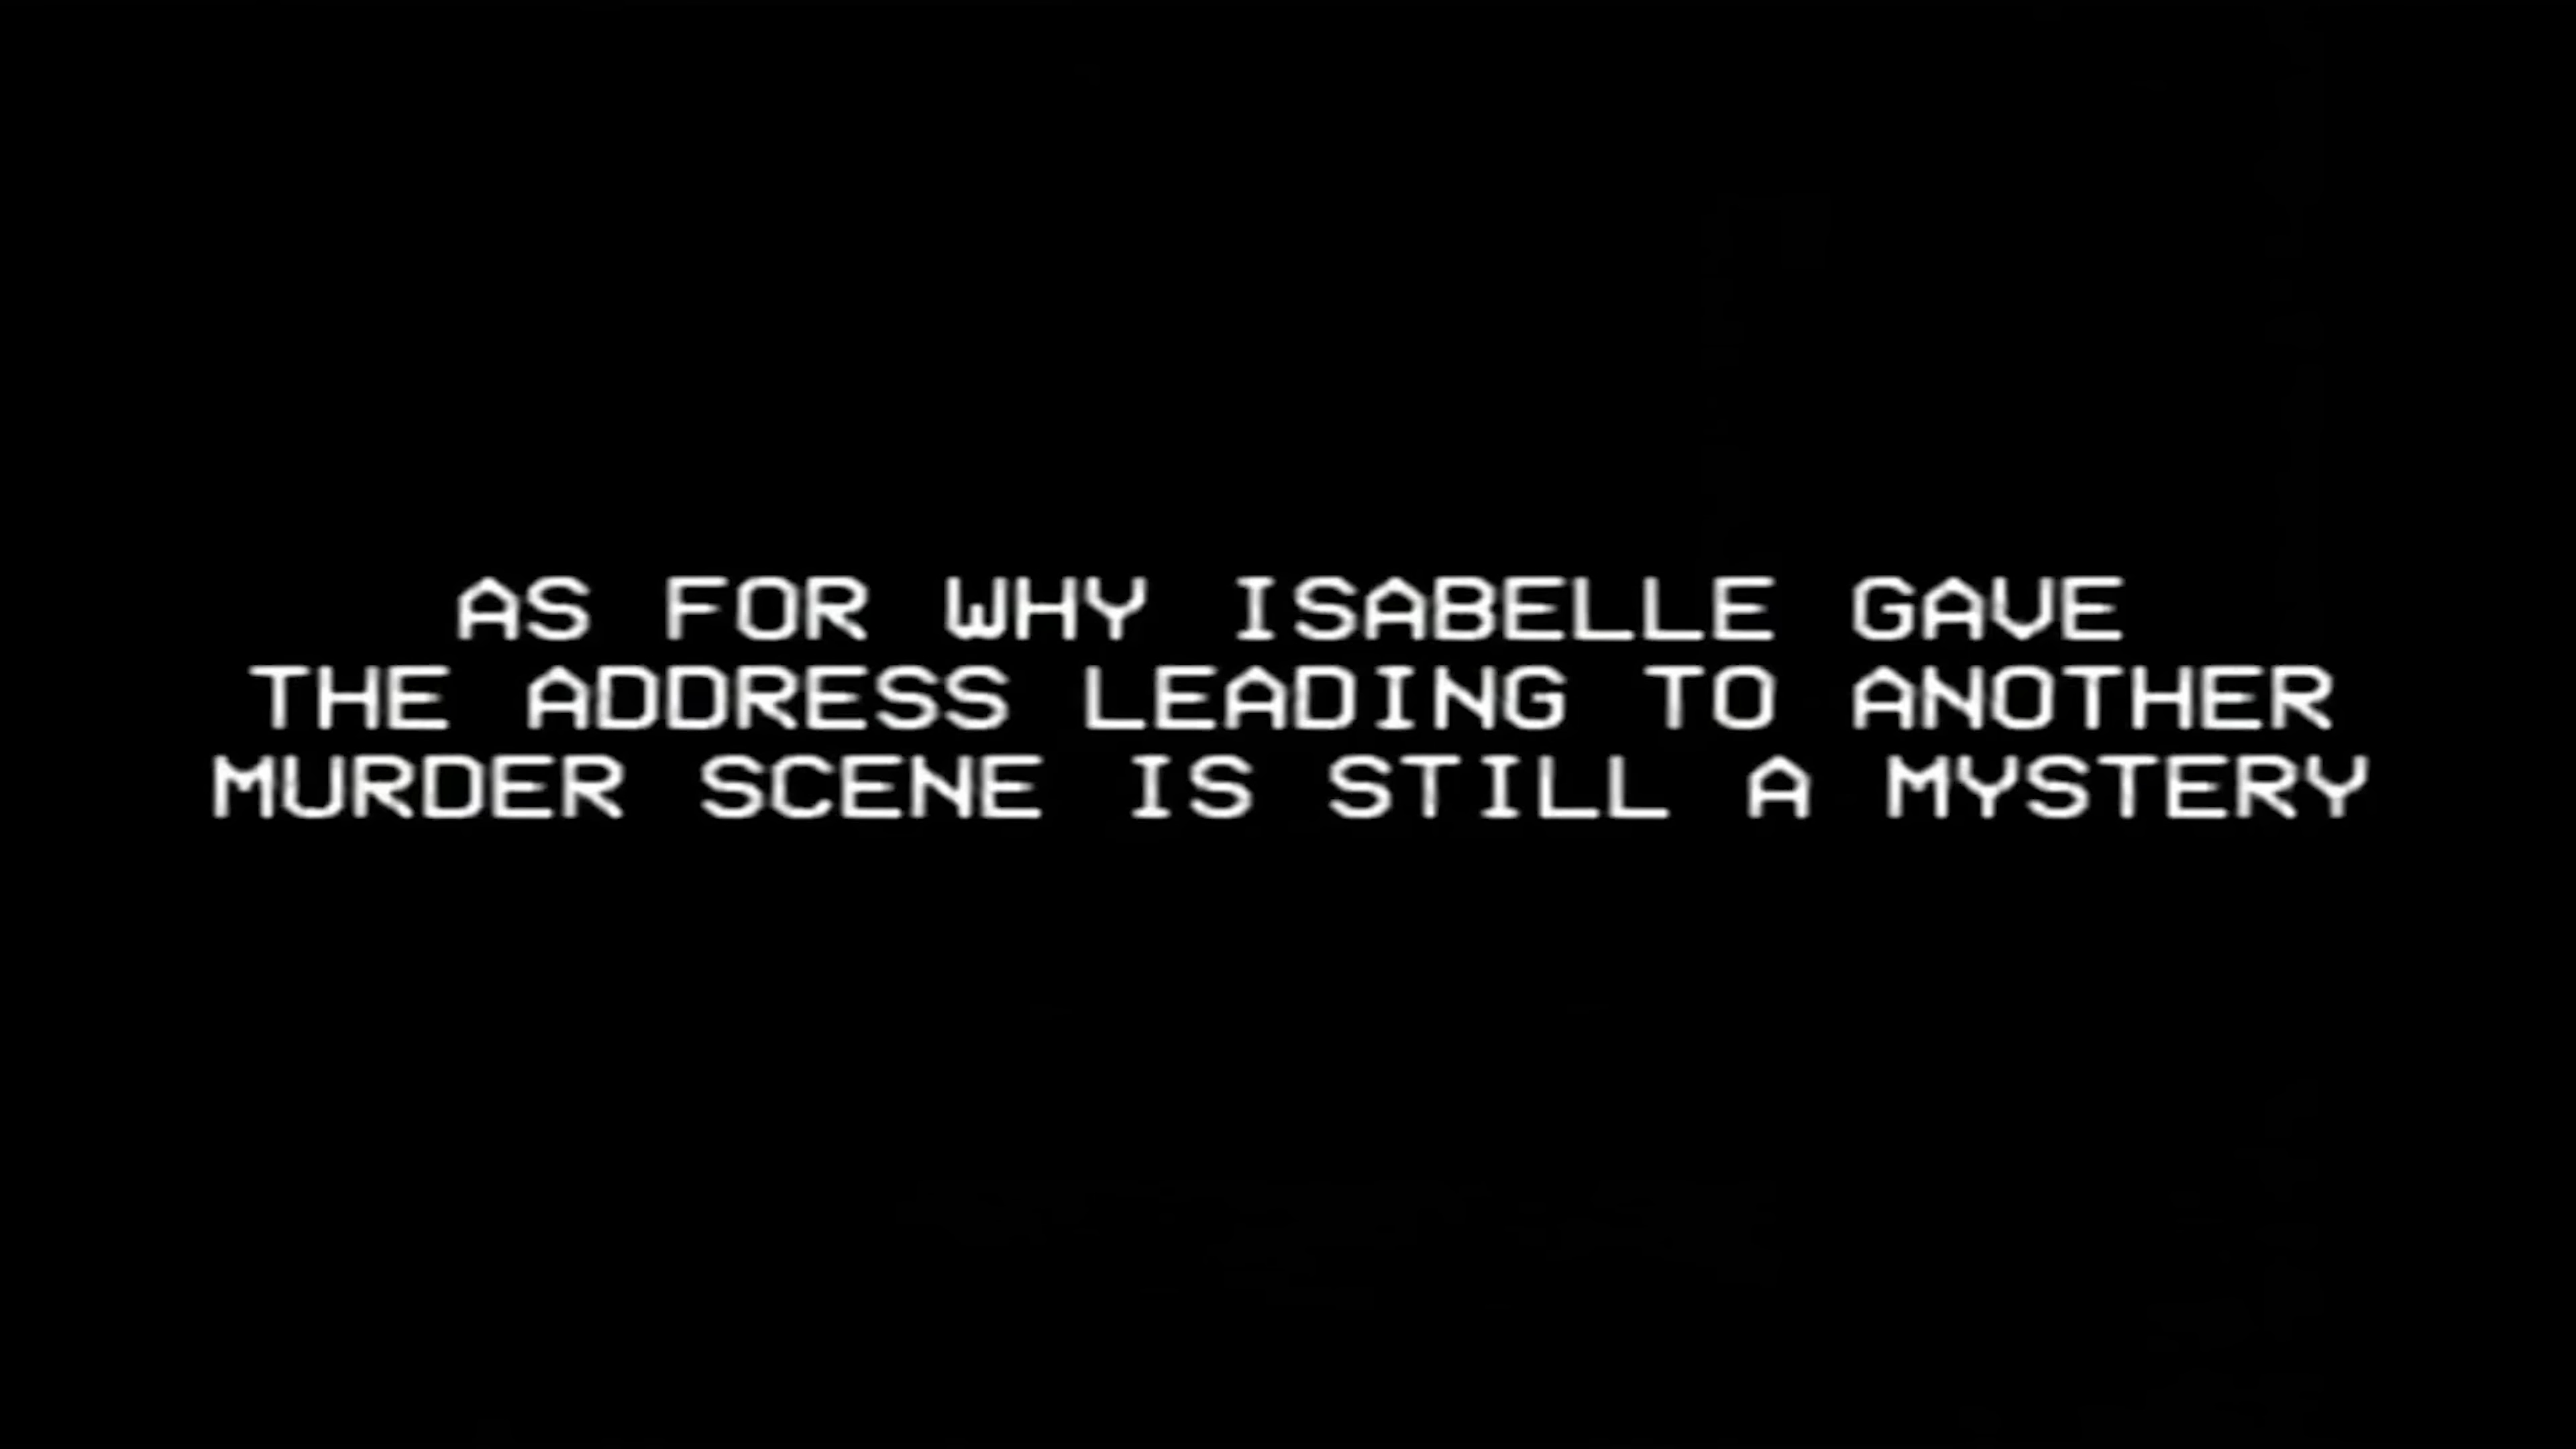 AS FOR WHY ISABELLE GAVE
THE ADDRESS LEADING TO ANOTHER
MURDER SCENE IS STILL A MYSTERY